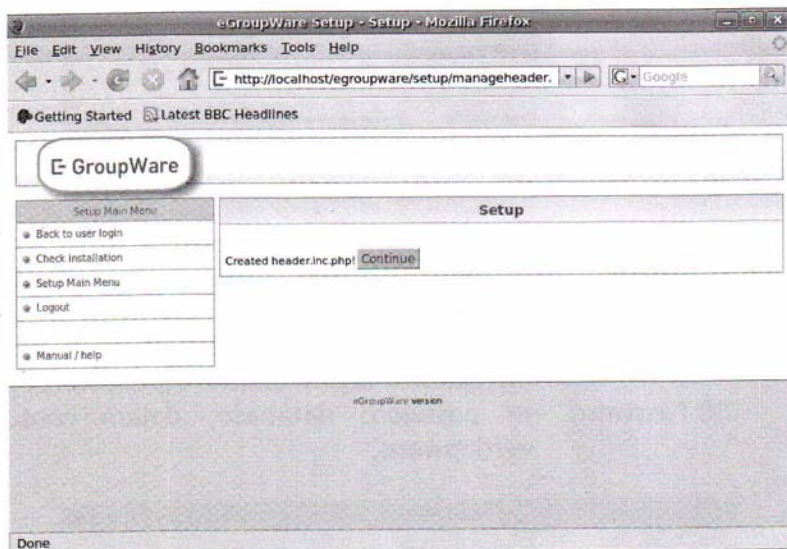 eGroupWare Setup - Setup - Mozilla Firefox
File Edit View History Bookmarks Tools Help
http://localhost/egroupware/setup/manageheader.
Google
Getting Started Latest BBC Headlines
GroupWare
Setup Main Menu
Back to user login
Check installation
Setup Main Menu
Logout
Manual / help
Setup
Created header.inc.php! Continue
eGroupWare version
Done